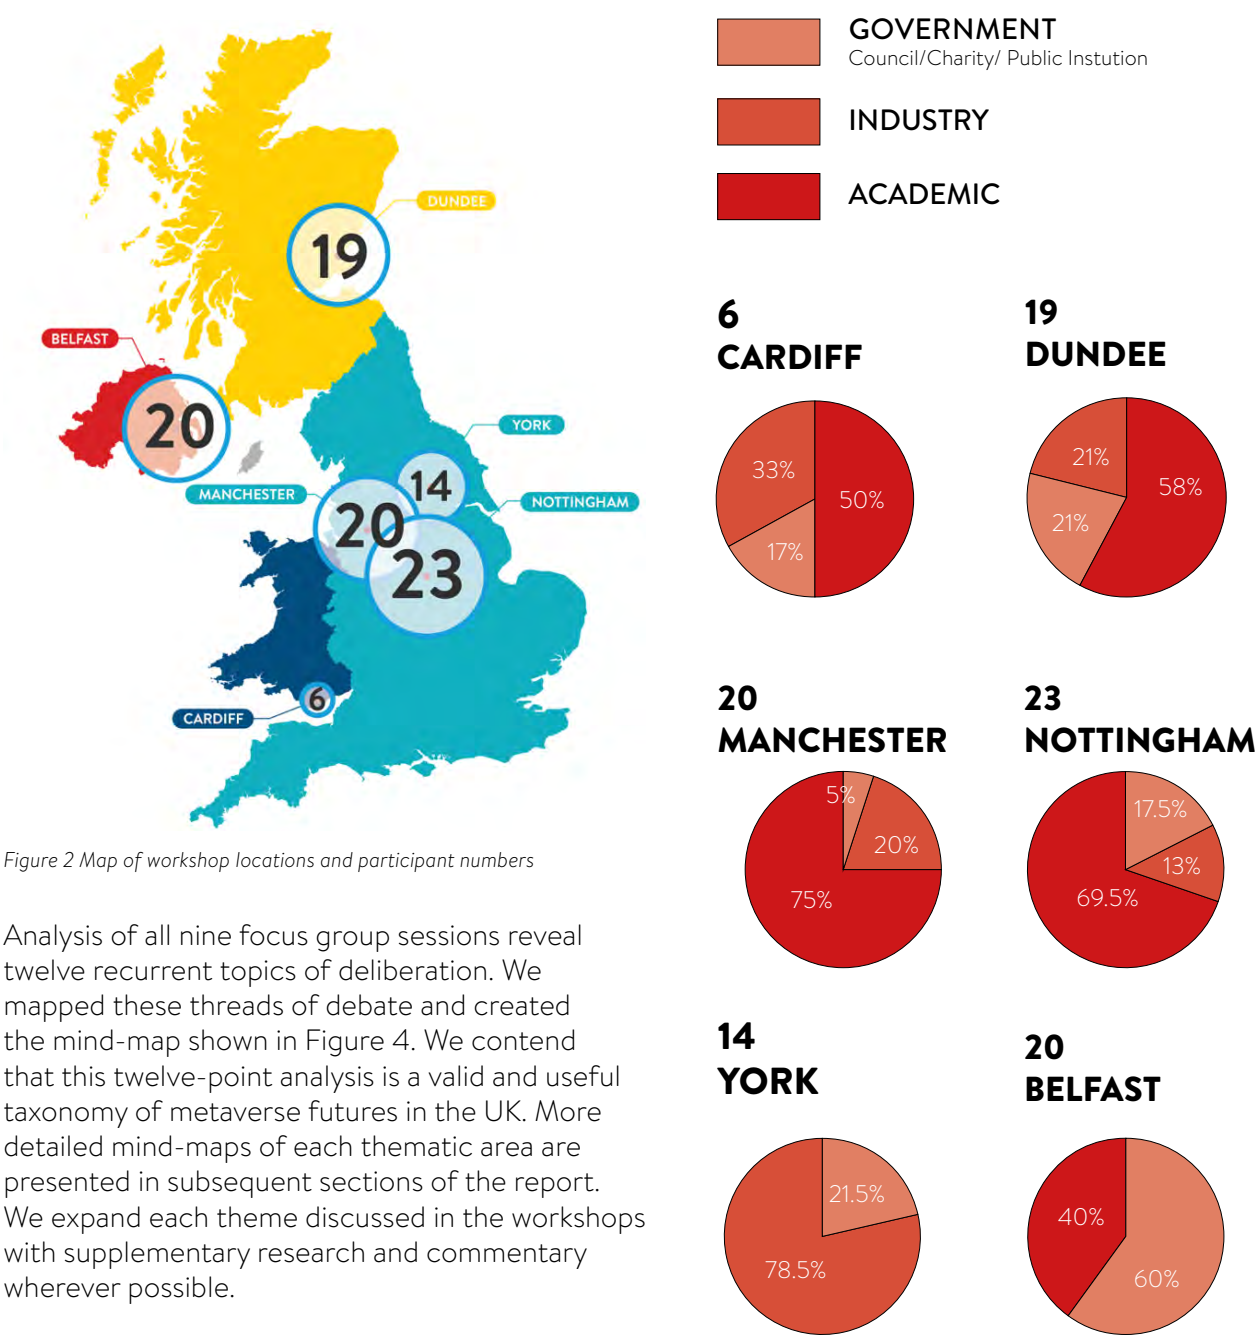 DUNDEE
19
BELFAST
20
YORK
MANCHESTER
14
NOTTINGHAM
20
23
6
CARDIFF
Figure 2 Map of workshop locations and participant numbers
Analysis of all nine focus group sessions reveal
twelve recurrent topics of deliberation. We
mapped these threads of debate and created
the mind-map shown in Figure 4. We contend
that this twelve-point analysis is a valid and useful
taxonomy of metaverse futures in the UK. More
detailed mind-maps of each thematic area are
presented in subsequent sections of the report.
We expand each theme discussed in the workshops
with supplementary research and commentary
wherever possible.
GOVERNMENT
Council/Charity/ Public Instution
INDUSTRY
ACADEMIC
6
CARDIFF
33%
50%
17%
19
DUNDEE
21%
58%
21%
20
MANCHESTER
5%
20%
75%
23
NOTTINGHAM
17.5%
13%
69.5%
14
YORK
21.5%
78.5%
20
BELFAST
40%
60%